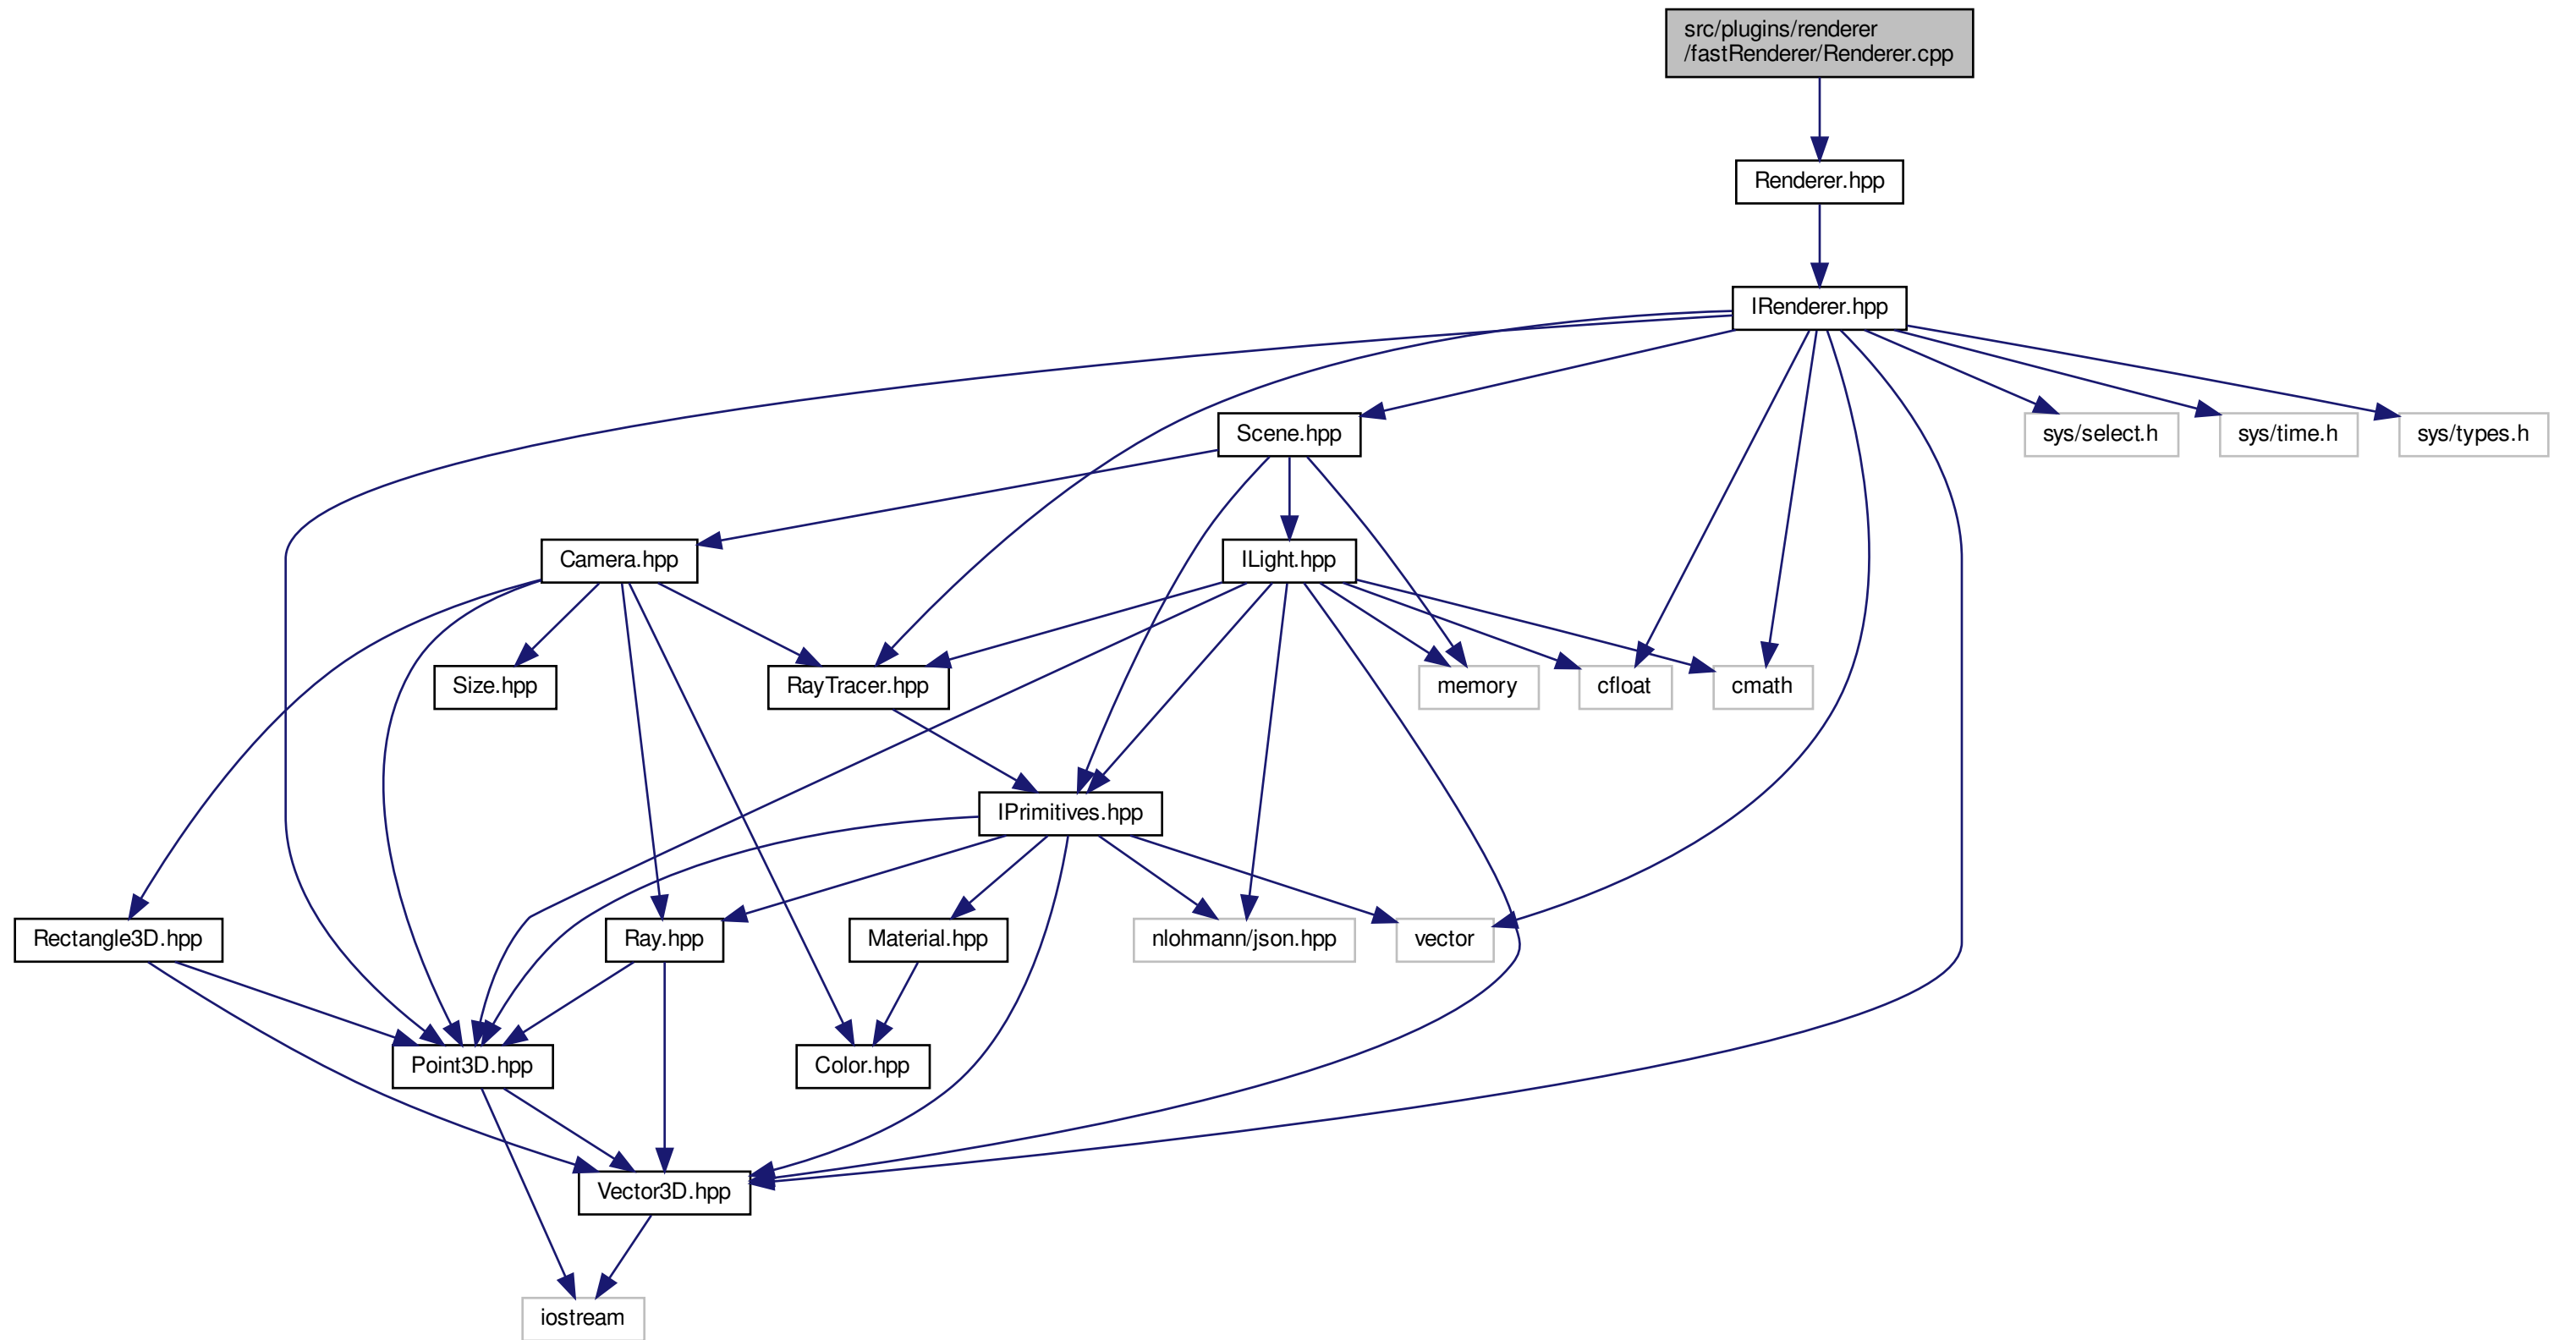 src/plugins/renderer
/fastRenderer/Renderer.cpp
Renderer.hpp
IRenderer.hpp
Scene.hpp
sys/select.h
sys/time.h
sys/types.h
Camera.hpp
ILight.hpp
Size.hpp
RayTracer.hpp
memory
cfloat
cmath
IPrimitives.hpp
Rectangle3D.hpp
Ray.hpp
Material.hpp
nlohmann/json.hpp
vector
Point3D.hpp
Color.hpp
Vector3D.hpp
iostream